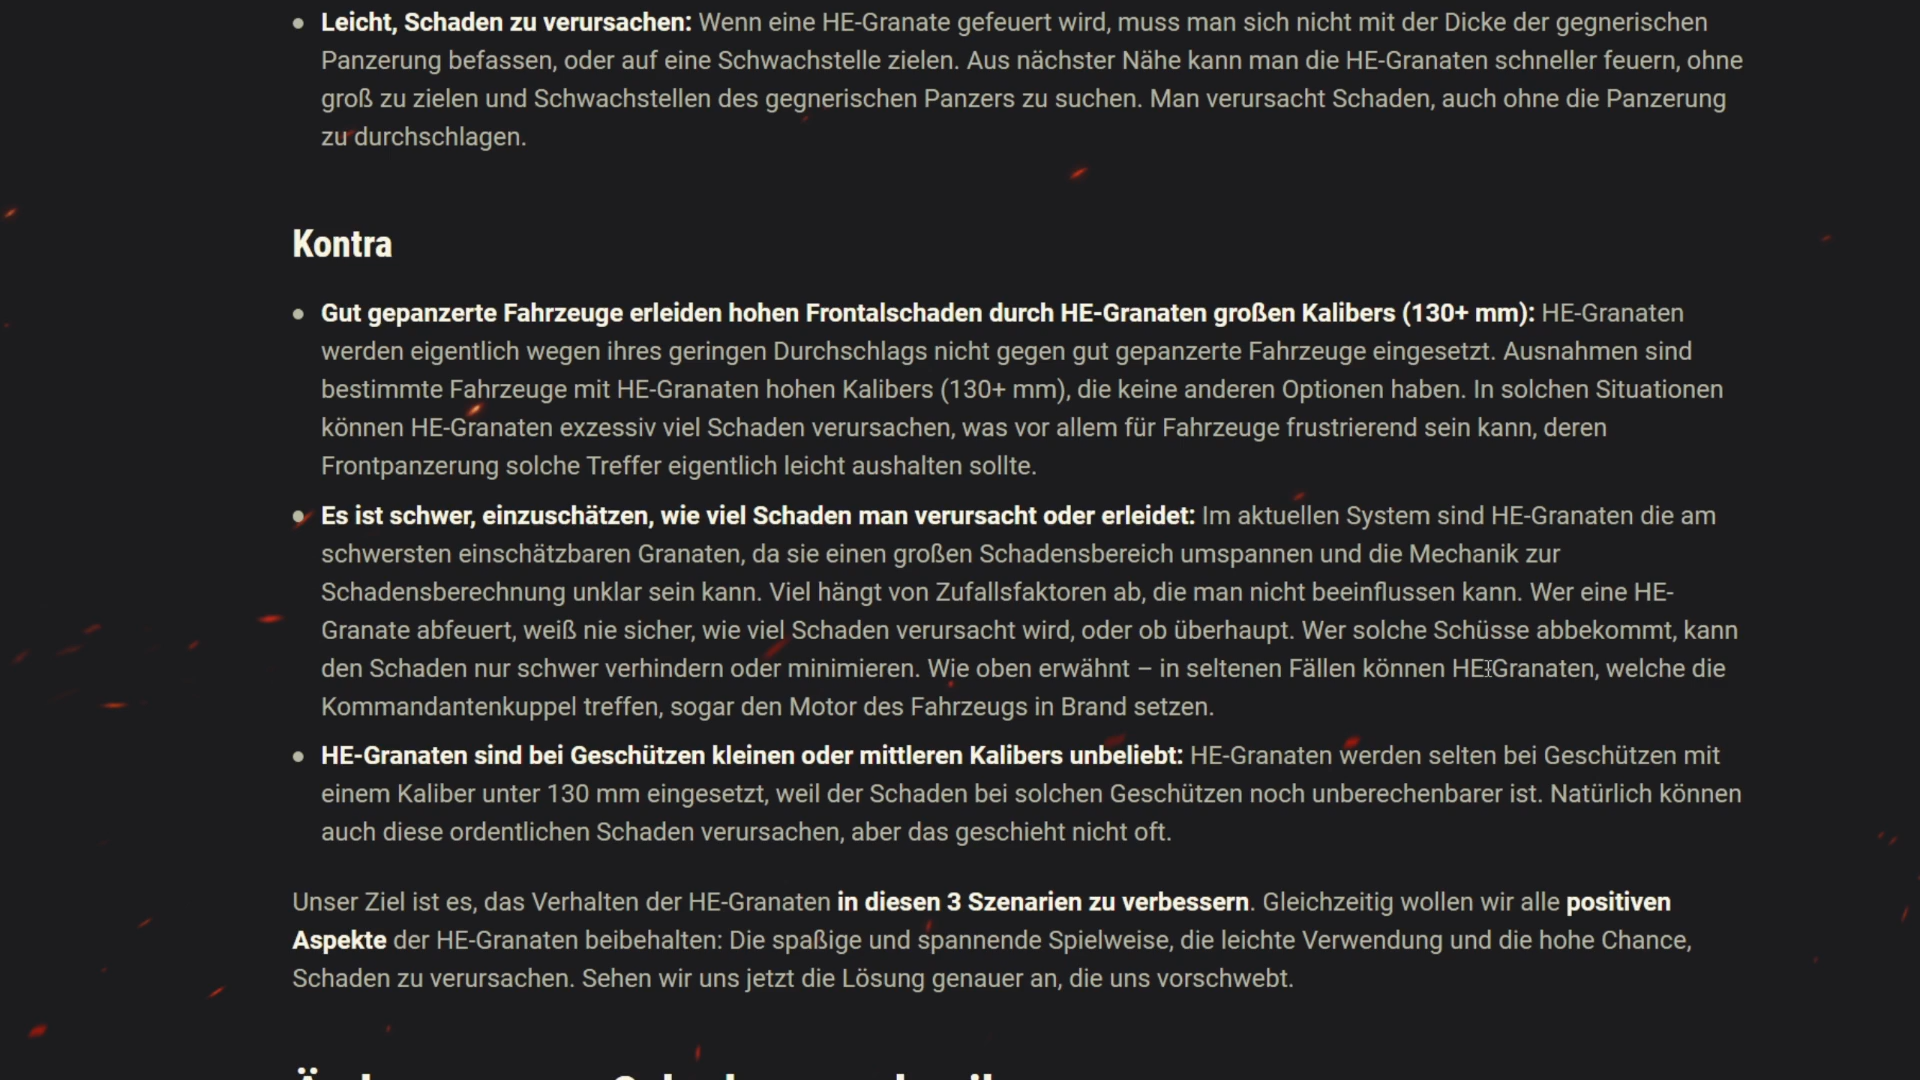 Leicht, Schaden zu verursachen: Wenn eine HE-Granate gefeuert wird, muss man sich nicht mit der Dicke der gegnerischen
Panzerung befassen, oder auf eine Schwachstelle zielen. Aus nächster Nähe kann man die HE-Granaten schneller feuern, ohne
groß zu zielen und Schwachstellen des gegnerischen Panzers zu suchen. Man verursacht Schaden, auch ohne die Panzerung
zu durchschlagen.
Kontra
Gut gepanzerte Fahrzeuge erleiden hohen Frontalschaden durch HE-Granaten großen Kalibers (130+ mm): HE-Granaten
werden eigentlich wegen ihres geringen Durchschlags nicht gegen gut gepanzerte Fahrzeuge eingesetzt. Ausnahmen sind
bestimmte Fahrzeuge mit HE-Granaten hohen Kalibers (130+ mm), die keine anderen Optionen haben. In solchen Situationen
können HE-Granaten exzessiv viel Schaden verursachen, was vor allem für Fahrzeuge frustrierend sein kann, deren
Frontpanzerung solche Treffer eigentlich leicht aushalten sollte.
Es ist schwer, einzuschätzen, wie viel Schaden man verursacht oder erleidet: Im aktuellen System sind HE-Granaten die am
schwersten einschätzbaren Granaten, da sie einen großen Schadensbereich umspannen und die Mechanik zur
Schadensberechnung unklar sein kann. Viel hängt von Zufallsfaktoren ab, die man nicht beeinflussen kann. Wer eine HE-
Granate abfeuert, weiß nie sicher, wie viel Schaden verursacht wird, oder ob überhaupt. Wer solche Schüsse abbekommt, kann
den Schaden nur schwer verhindern oder minimieren. Wie oben erwähnt – in seltenen Fällen können HE-Granaten, welche die
Kommandantenkuppel treffen, sogar den Motor des Fahrzeugs in Brand setzen.
HE-Granaten sind bei Geschützen kleinen oder mittleren Kalibers unbeliebt: HE-Granaten werden selten bei Geschützen mit
einem Kaliber unter 130 mm eingesetzt, weil der Schaden bei solchen Geschützen noch unberechenbarer ist. Natürlich können
auch diese ordentlichen Schaden verursachen, aber das geschieht nicht oft.
Unser Ziel ist es, das Verhalten der HE-Granaten in diesen 3 Szenarien zu verbessern. Gleichzeitig wollen wir alle positiven
Aspekte der HE-Granaten beibehalten: Die spaßige und spannende Spielweise, die leichte Verwendung und die hohe Chance,
Schaden zu verursachen. Sehen wir uns jetzt die Lösung genauer an, die uns vorschwebt.